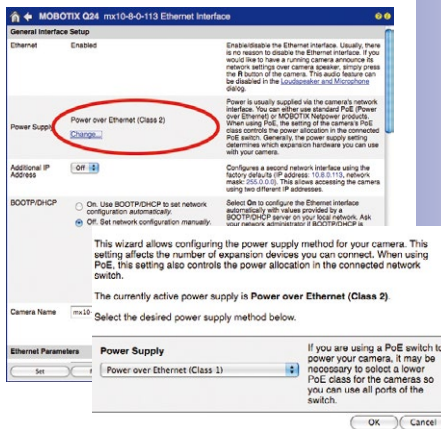 MOBOTIX Q24 mx10-8-0-113 Ethernet Interface
General Interface Setup
Ethernet
Enabled
Enable/disable the Ethernet interface. Usually, there
is no reason to disable the Ethernet interface. If you
would like to have a running camera announce its
network settings over camera speaker, simply press
the R button of the camera. This audio feature can
be disabled in the Loudspeaker and Microphone
dialog.
Power Supply
Power over Ethernet (Class 2)
Change...
Power is usually supplied via the camera's network
interface. You can either use standard PoE (Power
over Ethernet) or MOBOTIX Netpower products.
When using PoE, the setting of the camera's PoE
class controls the power allocation in the connected
PoE switch. Generally, the power supply setting
determines which expansion hardware you can use
with your camera.
Additional IP
Address
Off
Configures a second network interface using the
factory defaults (IP address: 10.8.0.113, network
mask: 255.0.0.0). This allows accessing the camera
using two different IP addresses.
BOOTP/DHCP
On. Use BOOTP/DHCP to set network
configuration automatically.
Off. Set network configuration manually.
Select On to configure the Ethernet interface
automatically with values provided by a
BOOTP/DHCP server on your local network. Ask
your network administrator if BOOTP/DHCP is
This wizard allows configuring the power supply method for your camera. This
setting affects the number of expansion devices you can connect. When using
PoE, this setting also controls the power allocation in the connected network
switch.
The currently active power supply is Power over Ethernet (Class 2).
Select the desired power supply method below.
Camera Name
mx10-
Ethernet Parameters
Set
Power Supply
Power over Ethernet (Class 1)
If you are using a PoE switch to
power your camera, it may be
necessary to select a lower
PoE class for the cameras so
you can use all ports of the
switch.
OK
Cancel